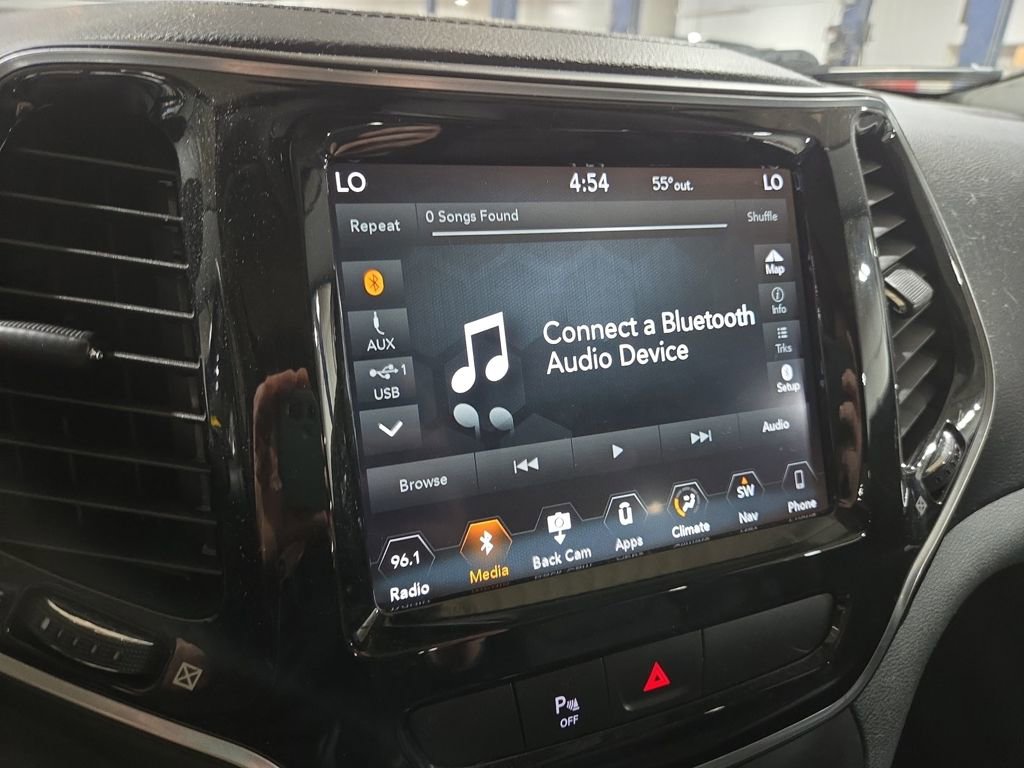 LO
4:54
55° out.
LO
Repeat
0 Songs Found
Shuffle
Map
AUX
Info
Connect a Bluetooth
Audio Device
Trks
1
USB
Setup
Browse
Audio
96.1
Radio
Media
Back Cam
Apps
Climate
SW
Nav
Phone
P
OFF